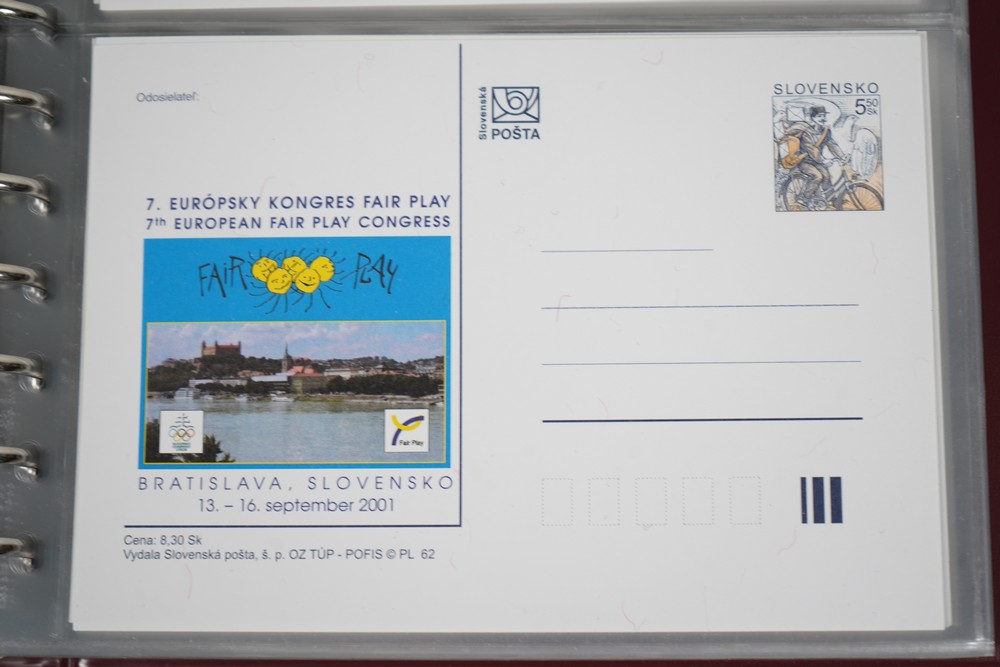 Odosielateľ:
7. EURÓPSKY KONGRES FAIR PLAY
7th EUROPEAN FAIR PLAY CONGRESS
FAiR PLAY
Fair Play
BRATISLAVA, SLOVENSKO
13. – 16. september 2001
Cena: 8,30 Sk
Vydala Slovenská pošta, š. p. OZ TÚP - POFIS © PL 62
Slovenská
POŠTA
SLOVENSKO
5 50
Sk